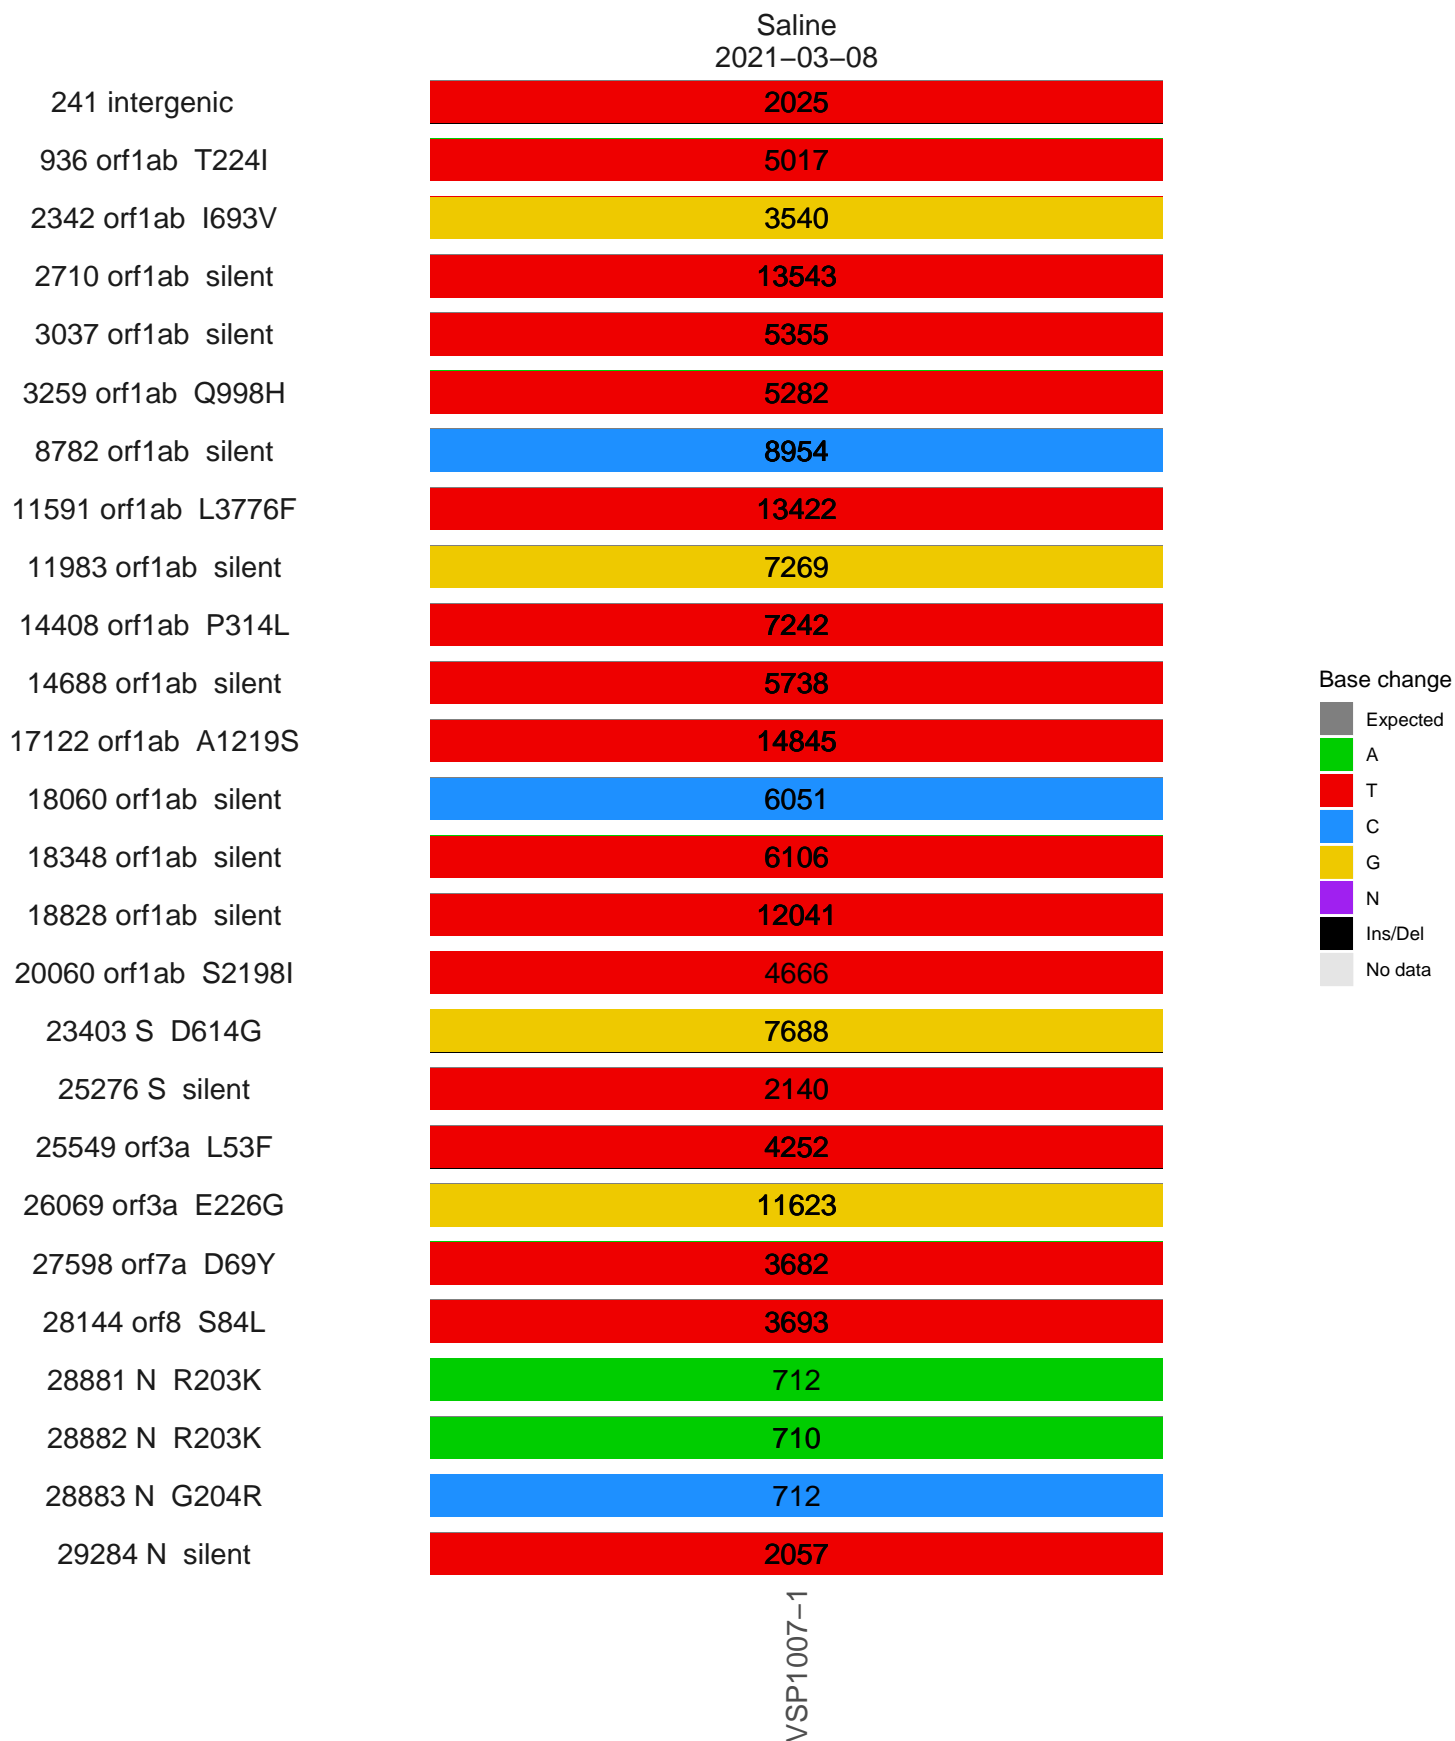 Saline
2021−03−08
241 intergenic 2025
936 orf1ab T224I 5017
2342 orf1ab I693V 3540
2710 orf1ab silent 13543
3037 orf1ab silent 5355
3259 orf1ab Q998H 5282
8782 orf1ab silent 8954
11591 orf1ab L3776F 13422
11983 orf1ab silent 7269
14408 orf1ab P314L 7242
14688 orf1ab silent 5738
17122 orf1ab A1219S 14845
18060 orf1ab silent 6051
18348 orf1ab silent 6106
18828 orf1ab silent 12041
20060 orf1ab S2198I 4666
23403 S D614G 7688
25276 S silent 2140
25549 orf3a L53F 4252
26069 orf3a E226G 11623
27598 orf7a D69Y 3682
28144 orf8 S84L 3693
28881 N R203K 712
28882 N R203K 710
28883 N G204R 712
29284 N silent 2057
VSP1007−1
Base change
Expected
A
T
C
G
N
Ins/Del
No data